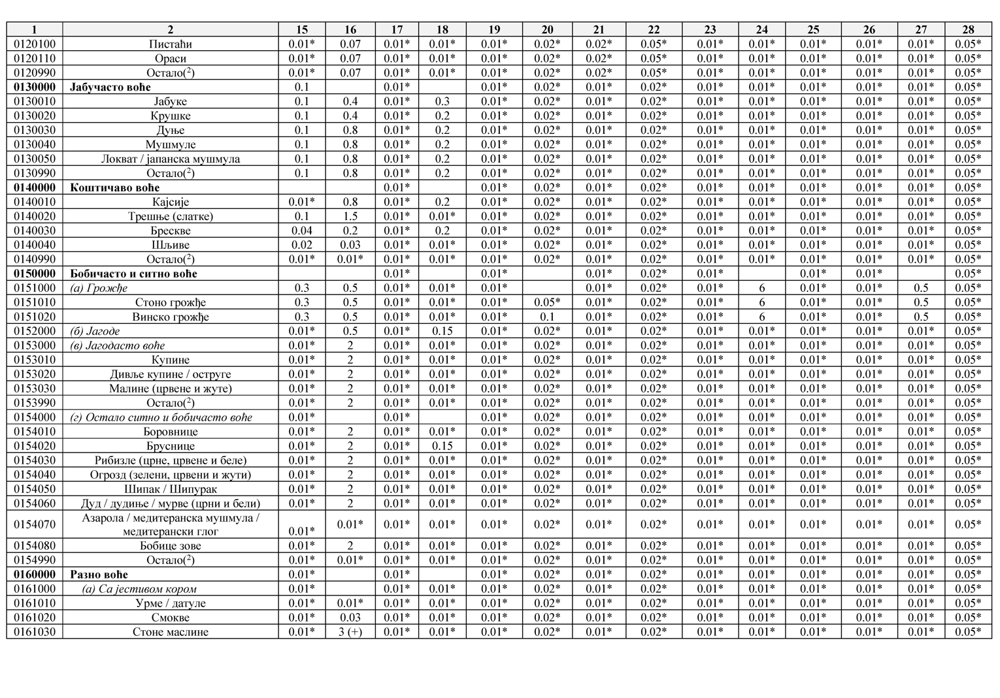 1 2 15 16 17 18 19 20 21 22 23 24 25 26 27 28
0120100 Пистаћи 0.01* 0.07 0.01* 0.01* 0.01* 0.02* 0.02* 0.05* 0.01* 0.01* 0.01* 0.01* 0.01* 0.05*
0120110 Ораси 0.01* 0.07 0.01* 0.01* 0.01* 0.02* 0.02* 0.05* 0.01* 0.01* 0.01* 0.01* 0.01* 0.05*
0120990 Остало(2) 0.01* 0.07 0.01* 0.01* 0.01* 0.02* 0.02* 0.05* 0.01* 0.01* 0.01* 0.01* 0.01* 0.05*
0130000 Јабучасто воће 0.1 0.01* 0.01* 0.02* 0.01* 0.02* 0.01* 0.01* 0.01* 0.01* 0.01* 0.05*
0130010 Јабуке 0.1 0.4 0.01* 0.3 0.01* 0.02* 0.01* 0.02* 0.01* 0.01* 0.01* 0.01* 0.01* 0.05*
0130020 Крушке 0.1 0.4 0.01* 0.2 0.01* 0.02* 0.01* 0.02* 0.01* 0.01* 0.01* 0.01* 0.01* 0.05*
0130030 Дуње 0.1 0.8 0.01* 0.2 0.01* 0.02* 0.01* 0.02* 0.01* 0.01* 0.01* 0.01* 0.01* 0.05*
0130040 Мушмуле 0.1 0.8 0.01* 0.2 0.01* 0.02* 0.01* 0.02* 0.01* 0.01* 0.01* 0.01* 0.01* 0.05*
0130050 Локват / јапанска мушмула 0.1 0.8 0.01* 0.2 0.01* 0.02* 0.01* 0.02* 0.01* 0.01* 0.01* 0.01* 0.01* 0.05*
0130990 Остало(2) 0.1 0.8 0.01* 0.2 0.01* 0.02* 0.01* 0.02* 0.01* 0.01* 0.01* 0.01* 0.01* 0.05*
0140000 Коштичаво воће 0.01* 0.01* 0.02* 0.01* 0.02* 0.01* 0.01* 0.01* 0.01* 0.01* 0.05*
0140010 Кајсије 0.01* 0.8 0.01* 0.2 0.01* 0.02* 0.01* 0.02* 0.01* 0.01* 0.01* 0.01* 0.01* 0.05*
0140020 Трешње (слатке) 0.1 1.5 0.01* 0.01* 0.01* 0.02* 0.01* 0.02* 0.01* 0.01* 0.01* 0.01* 0.01* 0.05*
0140030 Брескве 0.04 0.2 0.01* 0.2 0.01* 0.02* 0.01* 0.02* 0.01* 0.01* 0.01* 0.01* 0.01* 0.05*
0140040 Шљиве 0.02 0.03 0.01* 0.01* 0.01* 0.02* 0.01* 0.02* 0.01* 0.01* 0.01* 0.01* 0.01* 0.05*
0140990 Остало(2) 0.01* 0.01* 0.01* 0.01* 0.01* 0.02* 0.01* 0.02* 0.01* 0.01* 0.01* 0.01* 0.01* 0.05*
0150000 Бобичасто и ситно воће 0.01* 0.01* 0.01* 0.02* 0.01* 0.01* 0.01* 0.05*
0151000 (а) Грожђе 0.3 0.5 0.01* 0.01* 0.01* 0.01* 0.02* 0.01* 6 0.01* 0.01* 0.5 0.05*
0151010 Стоно грожђе 0.3 0.5 0.01* 0.01* 0.01* 0.05* 0.01* 0.02* 0.01* 6 0.01* 0.01* 0.5 0.05*
0151020 Винско грожђе 0.3 0.5 0.01* 0.01* 0.01* 0.1 0.01* 0.02* 0.01* 6 0.01* 0.01* 0.5 0.05*
0152000 (б) Јагоде 0.01* 0.5 0.01* 0.15 0.01* 0.02* 0.01* 0.02* 0.01* 0.01* 0.01* 0.01* 0.01* 0.05*
0153000 (в) Јагодасто воће 0.01* 2 0.01* 0.01* 0.01* 0.02* 0.01* 0.02* 0.01* 0.01* 0.01* 0.01* 0.01* 0.05*
0153010 Купине 0.01* 2 0.01* 0.01* 0.01* 0.02* 0.01* 0.02* 0.01* 0.01* 0.01* 0.01* 0.01* 0.05*
0153020 Дивље купине / оструге 0.01* 2 0.01* 0.01* 0.01* 0.02* 0.01* 0.02* 0.01* 0.01* 0.01* 0.01* 0.01* 0.05*
0153030 Малине (црвене и жуте) 0.01* 2 0.01* 0.01* 0.01* 0.02* 0.01* 0.02* 0.01* 0.01* 0.01* 0.01* 0.01* 0.05*
0153990 Остало(2) 0.01* 2 0.01* 0.01* 0.01* 0.02* 0.01* 0.02* 0.01* 0.01* 0.01* 0.01* 0.01* 0.05*
0154000 (г) Остало ситно и бобичасто воће 0.01* 0.01* 0.01* 0.02* 0.01* 0.02* 0.01* 0.01* 0.01* 0.01* 0.01* 0.05*
0154010 Боровнице 0.01* 2 0.01* 0.01* 0.01* 0.02* 0.01* 0.02* 0.01* 0.01* 0.01* 0.01* 0.01* 0.05*
0154020 Бруснице 0.01* 2 0.01* 0.15 0.01* 0.02* 0.01* 0.02* 0.01* 0.01* 0.01* 0.01* 0.01* 0.05*
0154030 Рибизле (црне, црвене и беле) 0.01* 2 0.01* 0.01* 0.01* 0.02* 0.01* 0.02* 0.01* 0.01* 0.01* 0.01* 0.01* 0.05*
0154040 Огрозд (зелени, црвени и жути) 0.01* 2 0.01* 0.01* 0.01* 0.02* 0.01* 0.02* 0.01* 0.01* 0.01* 0.01* 0.01* 0.05*
0154050 Шипак / Шипурак 0.01* 2 0.01* 0.01* 0.01* 0.02* 0.01* 0.02* 0.01* 0.01* 0.01* 0.01* 0.01* 0.05*
0154060 Дуд / дудиње / мурве (црни и бели) 0.01* 2 0.01* 0.01* 0.01* 0.02* 0.01* 0.02* 0.01* 0.01* 0.01* 0.01* 0.01* 0.05*
0154070 Азарола / медитеранска мушмула /
медитерански глог 0.01* 0.01* 0.01* 0.01* 0.01* 0.02* 0.01* 0.02* 0.01* 0.01* 0.01* 0.01* 0.01* 0.05*
0154080 Бобице зове 0.01* 2 0.01* 0.01* 0.01* 0.02* 0.01* 0.02* 0.01* 0.01* 0.01* 0.01* 0.01* 0.05*
0154990 Остало(2) 0.01* 0.01* 0.01* 0.01* 0.01* 0.02* 0.01* 0.02* 0.01* 0.01* 0.01* 0.01* 0.01* 0.05*
0160000 Разно воће 0.01* 0.01* 0.01* 0.02* 0.01* 0.02* 0.01* 0.01* 0.01* 0.01* 0.01* 0.05*
0161000 (а) Са јестивом кором 0.01* 0.01* 0.01* 0.01* 0.02* 0.01* 0.02* 0.01* 0.01* 0.01* 0.01* 0.01* 0.05*
0161010 Урме / датуле 0.01* 0.01* 0.01* 0.01* 0.01* 0.02* 0.01* 0.02* 0.01* 0.01* 0.01* 0.01* 0.01* 0.05*
0161020 Смокве 0.01* 0.03 0.01* 0.01* 0.01* 0.02* 0.01* 0.02* 0.01* 0.01* 0.01* 0.01* 0.01* 0.05*
0161030 Стоне маслине 0.01* 3 (+) 0.01* 0.01* 0.01* 0.02* 0.01* 0.02* 0.01* 0.01* 0.01* 0.01* 0.01* 0.05*